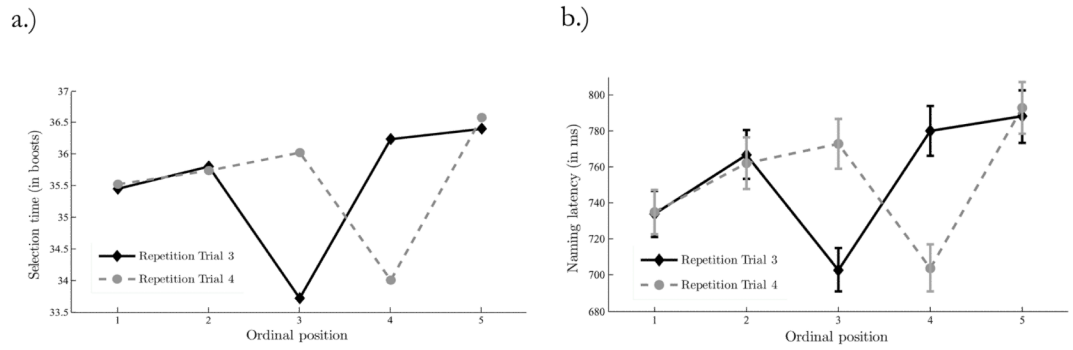 a.)
Selection time (in boosts)
37
36.5
36
35.5
35
34.5
34
33.5
Repetition Trial 3
Repetition Trial 4
1 2 3 4 5
Ordinal position
b.)
Naming latency (in ms)
800
780
760
740
720
700
680
Repetition Trial 3
Repetition Trial 4
1 2 3 4 5
Ordinal position